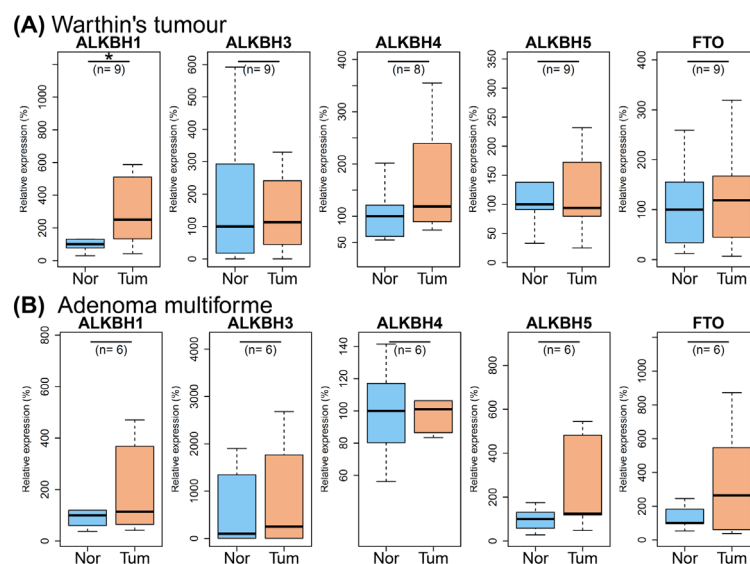 (A) Warthin's tumour
ALKBH1 ALKBH3 ALKBH4 ALKBH5 FTO
*
(n= 9) (n= 9) (n= 8) (n= 9) (n= 9)
Relative expression (%) Relative expression (%) Relative expression (%) Relative expression (%) Relative expression (%)
0 200 400 600 1200
0 100 200 300 400 500 600
50 100 150 200 300 400
0 50 100 150 200 250 350
0 100 200 300 400
Nor Tum Nor Tum Nor Tum Nor Tum Nor Tum
(B) Adenoma multiforme
ALKBH1 ALKBH3 ALKBH4 ALKBH5 FTO
(n= 6) (n= 6) (n= 6) (n= 6) (n= 6)
Relative expression (%) Relative expression (%) Relative expression (%) Relative expression (%) Relative expression (%)
0 200 400 600 800
0 1000 2000 3000 4000
60 80 100 120 140
0 200 400 600 800
0 200 400 600 800 1200
Nor Tum Nor Tum Nor Tum Nor Tum Nor Tum